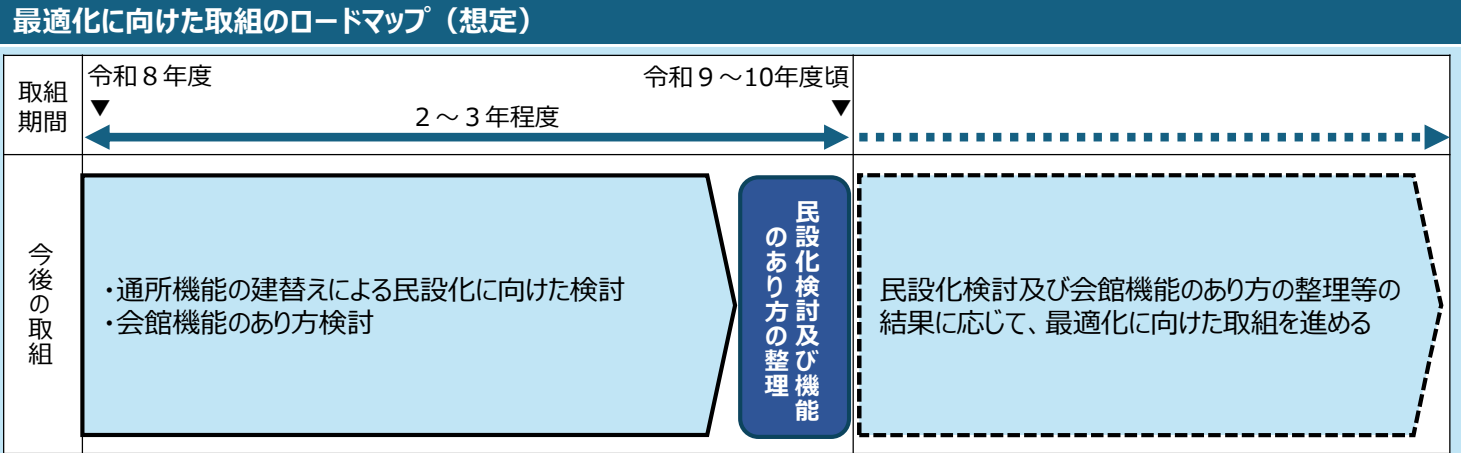 最適化に向けた取組のロードマップ（想定）
取組
期間
令和８年度
令和９～10年度頃
▼
▼
２～３年程度
今後の取組
・通所機能の建替えによる民設化に向けた検討
・会館機能のあり方検討
民設化検討及び機能
のあり方の整理
民設化検討及び会館機能のあり方の整理等の
結果に応じて、最適化に向けた取組を進める